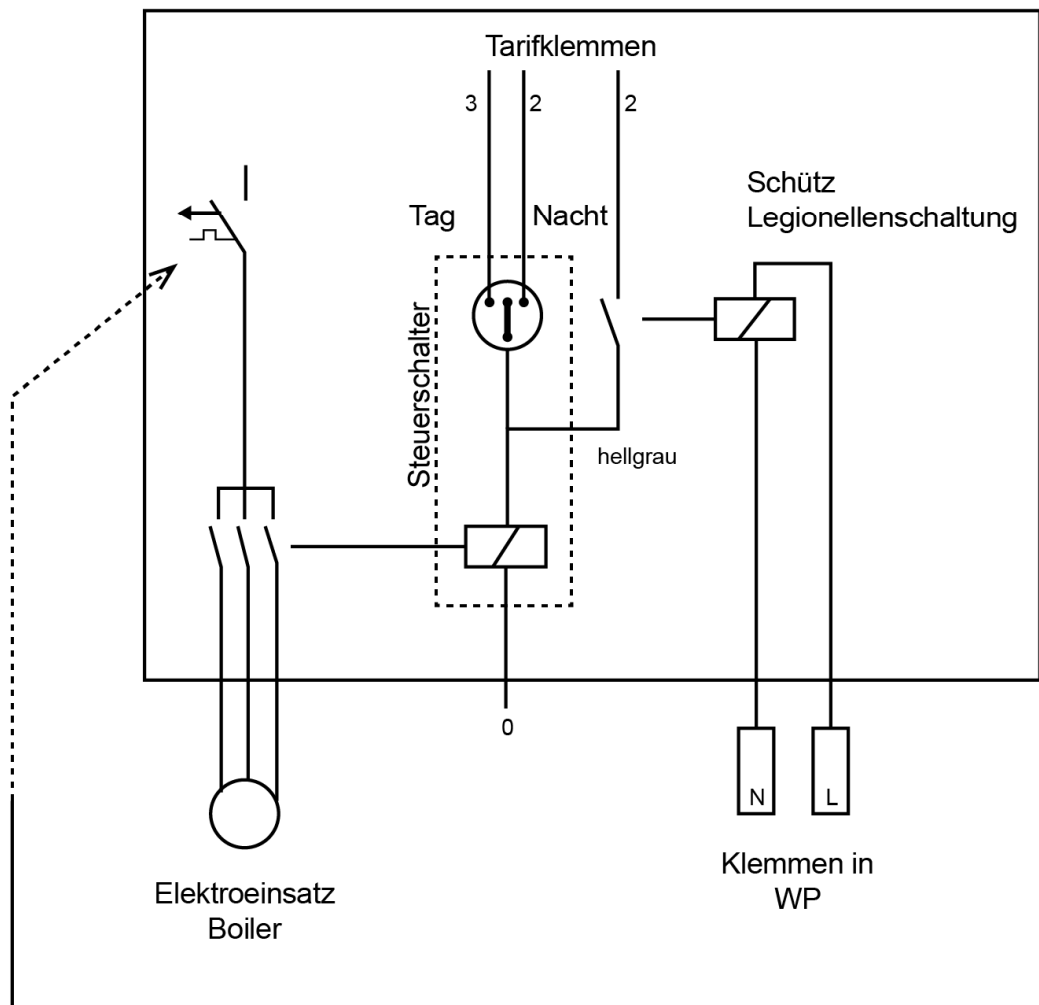 Tarifklemmen
3
2
2
Schütz
Legionellenschaltung
Tag
Nacht
Steuerschalter
hellgrau
0
N
L
Elektroeinsatz
Boiler
Klemmen in
WP